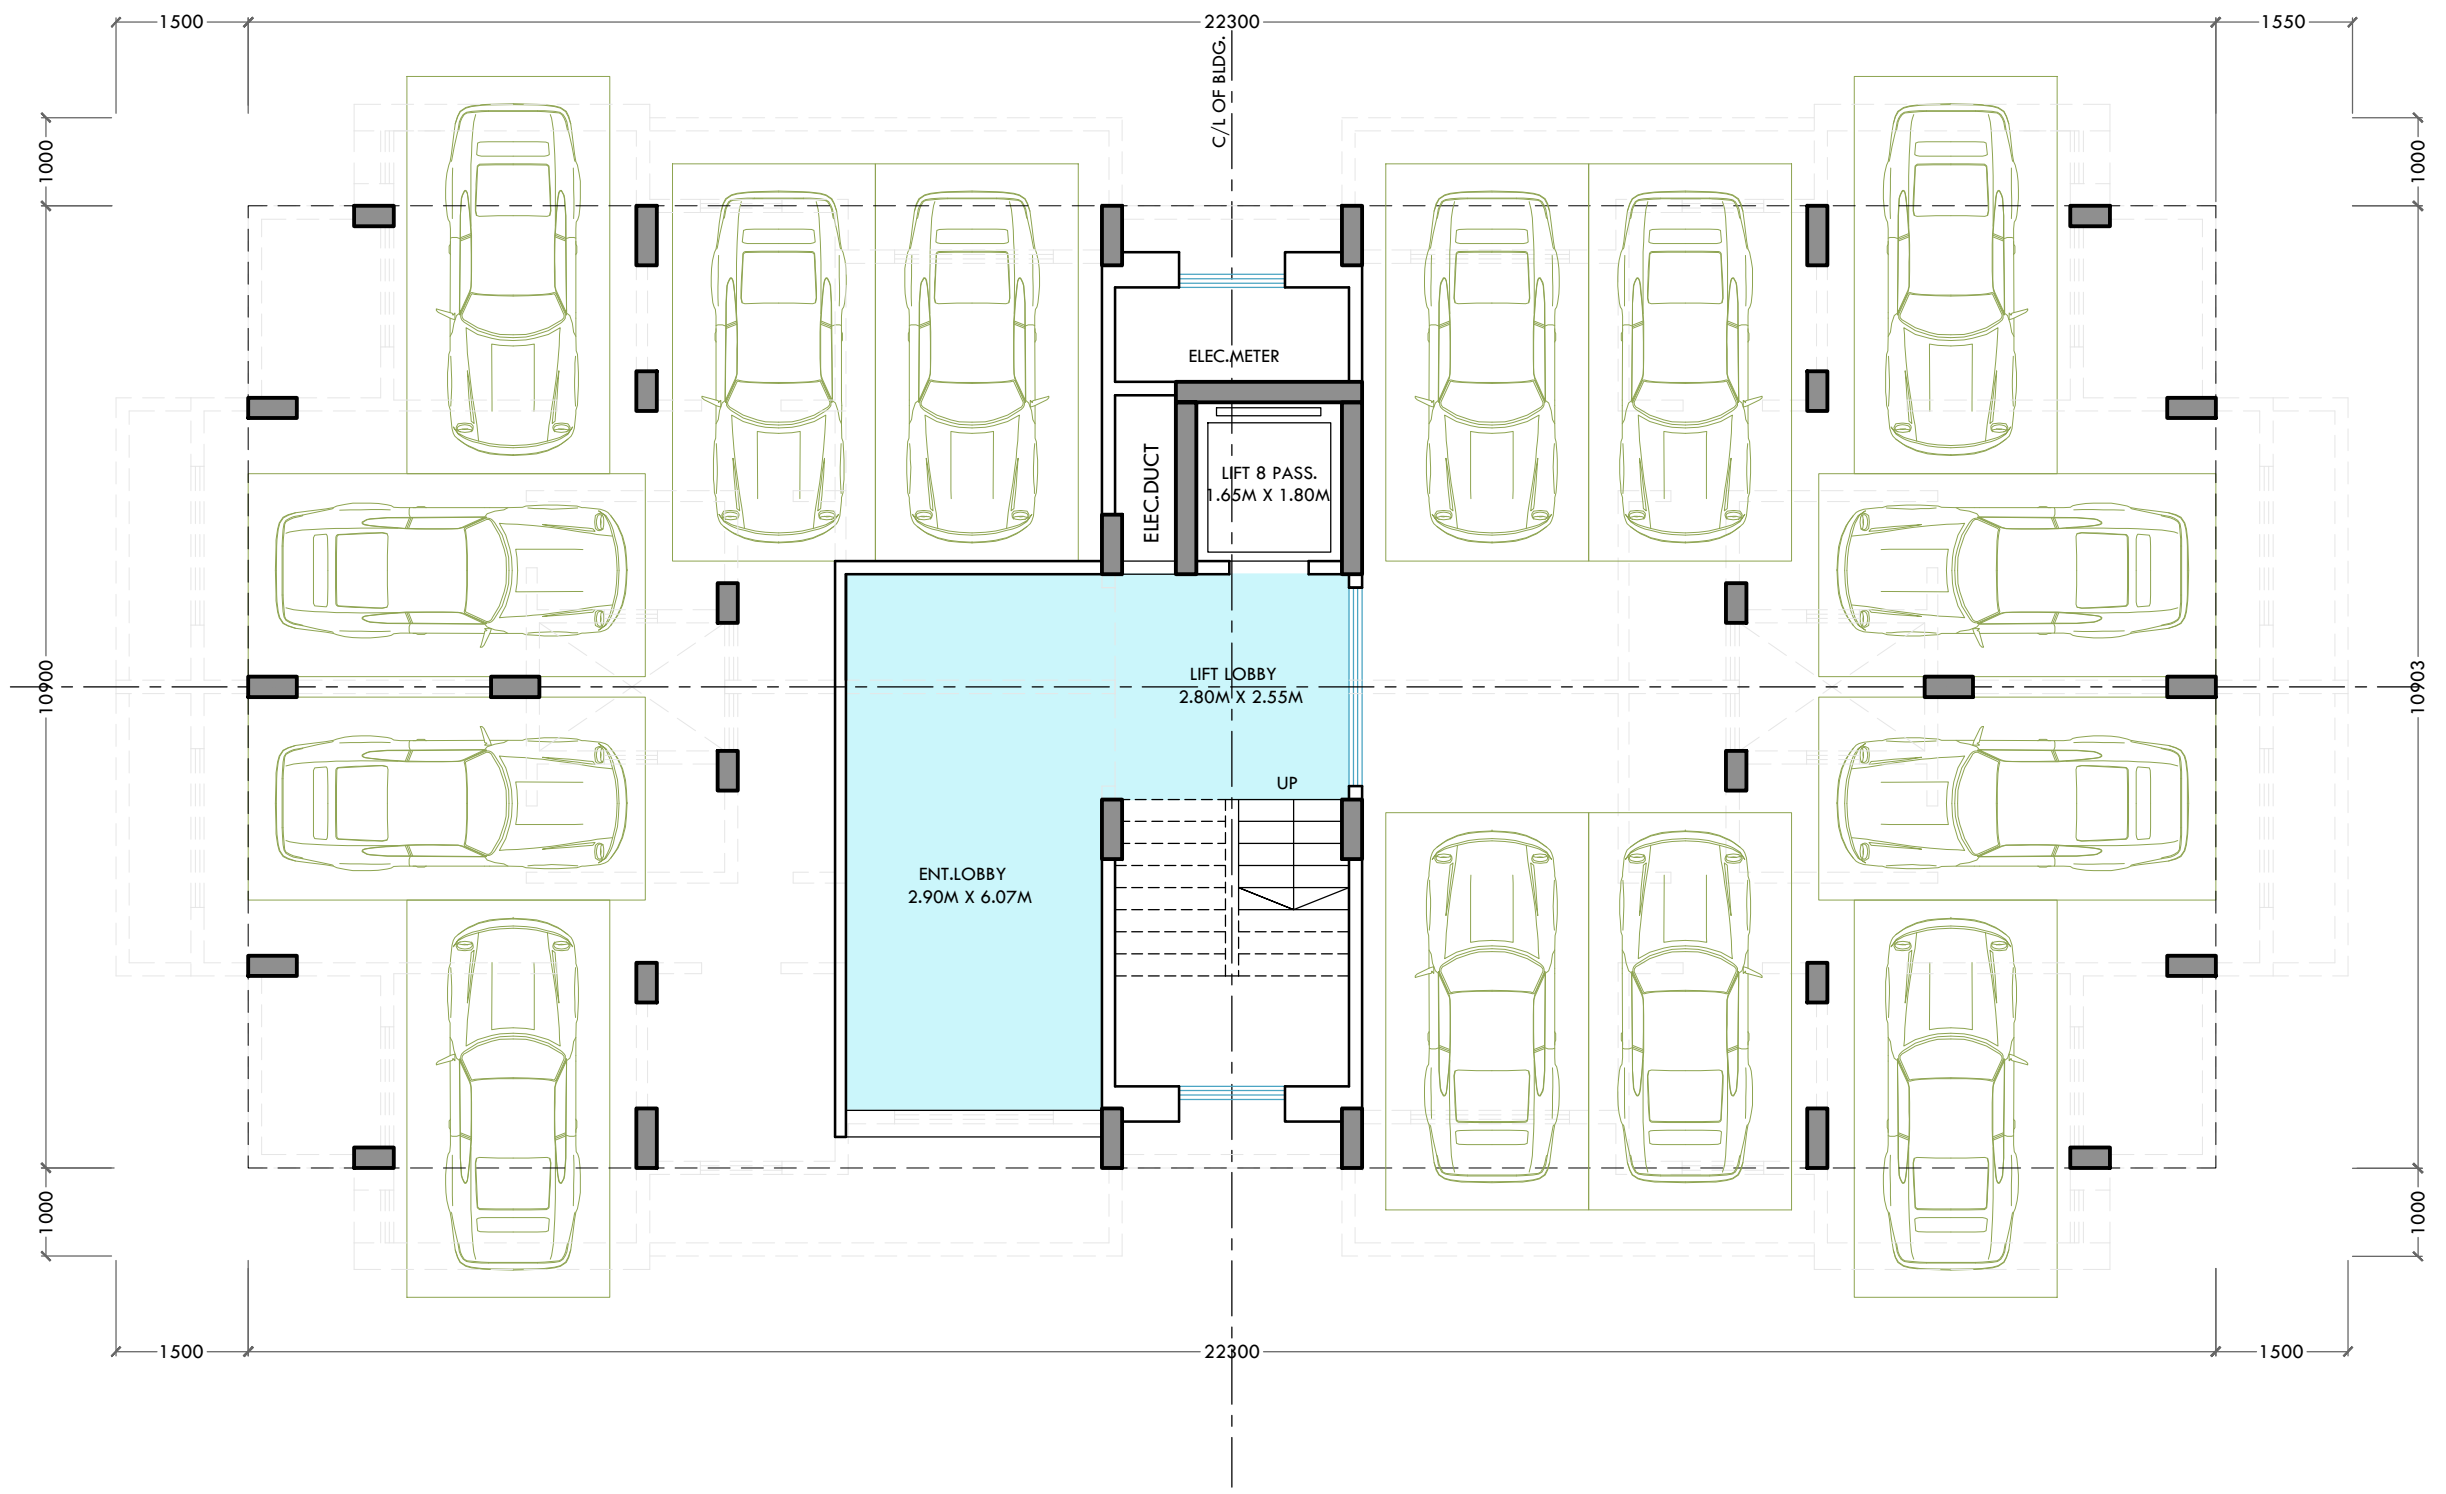 1500
22300
1550
C/L OF BLDG.
1000
1000
ELEC.METER
ELEC.DUCT
LIFT 8 PASS.
1.65M X 1.80M
10900
LIFT LOBBY
2.80M X 2.55M
10903
UP
ENT.LOBBY
2.90M X 6.07M
1000
1000
1500
22300
1500